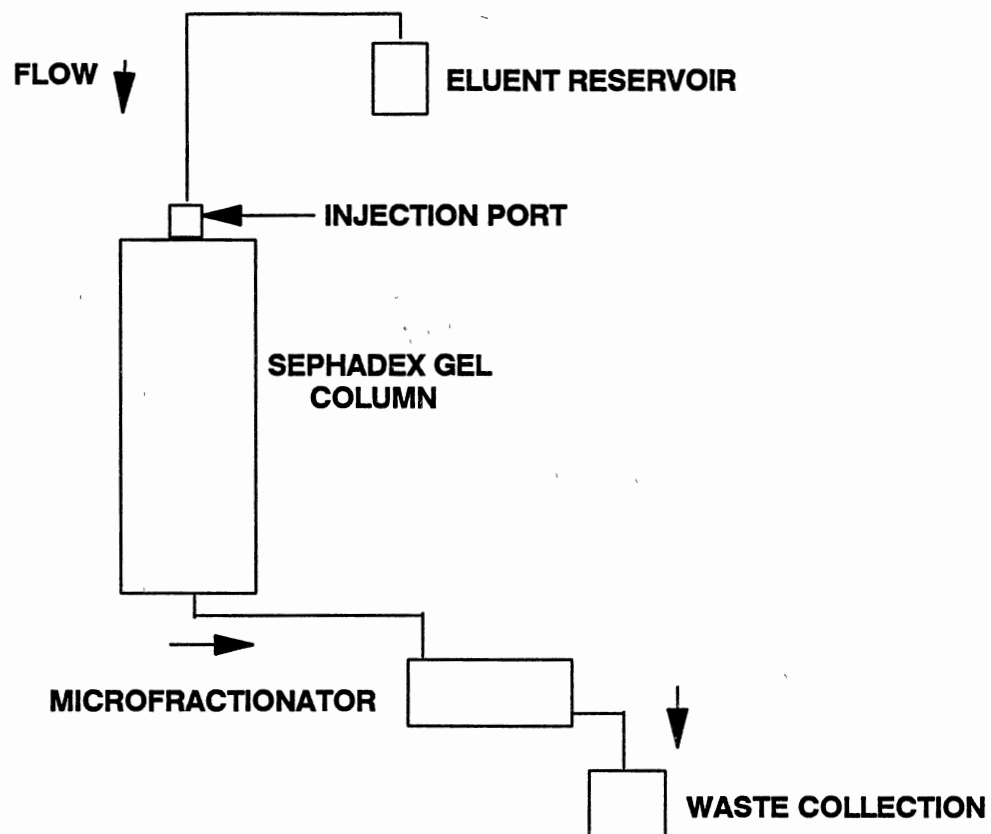 FLOW
ELUENT RESERVOIR
INJECTION PORT
SEPHADEX GEL
COLUMN
MICROFRACTIONATOR
WASTE COLLECTION